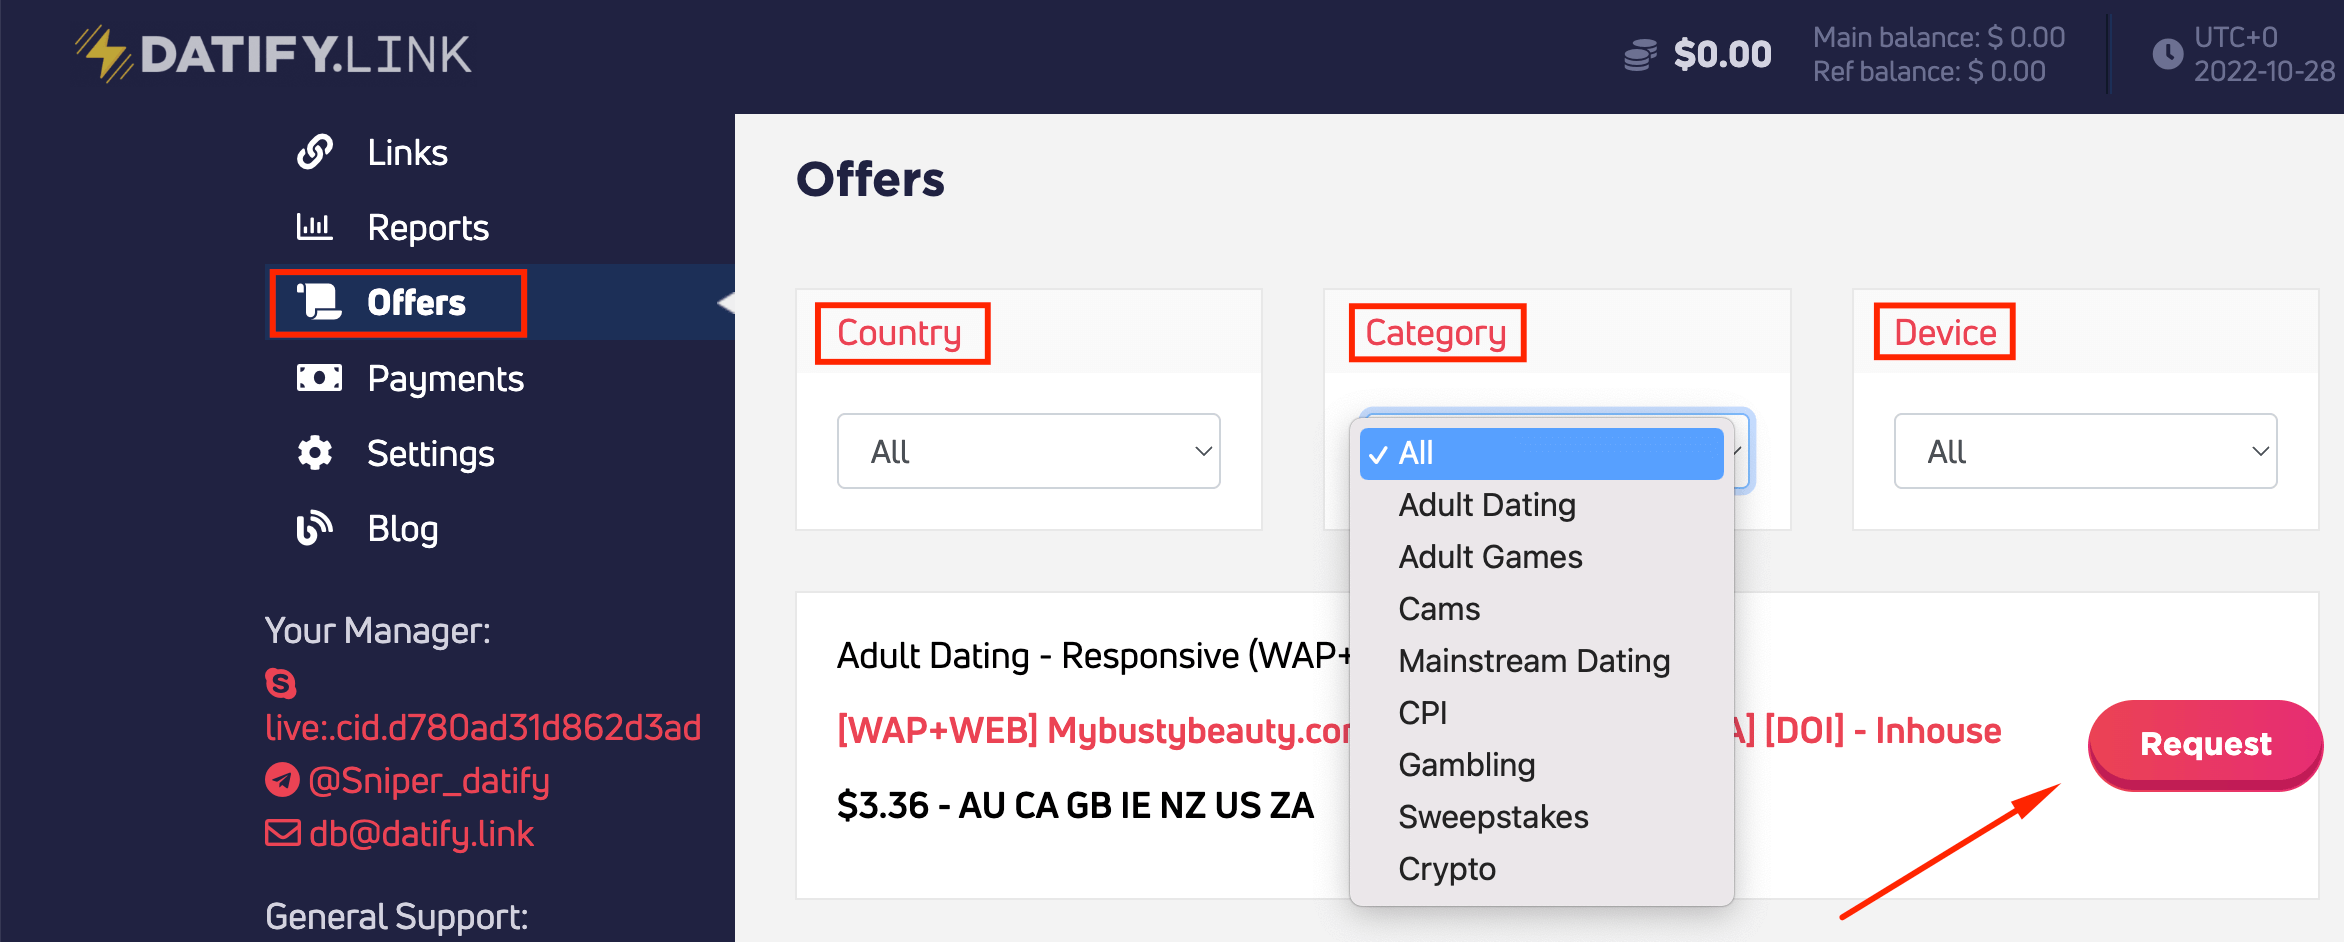 DATIFY.LINK
$0.00
Main balance: $ 0.00
Ref balance: $ 0.00
UTC+0
2022-10-28
Links
Reports
Offers
Payments
Settings
Blog
Your Manager:
live:.cid.d780ad31d862d3ad
@Sniper_datify
db@datify.link
General Support:
Offers
Country
Category
Device
All
All
All
Adult Dating
Adult Games
Cams
Mainstream Dating
CPI
Gambling
Sweepstakes
Crypto
Adult Dating - Responsive (WAP+
[WAP+WEB] Mybustybeauty.co A] [DOI] - Inhouse
$3.36 - AU CA GB IE NZ US ZA
Request